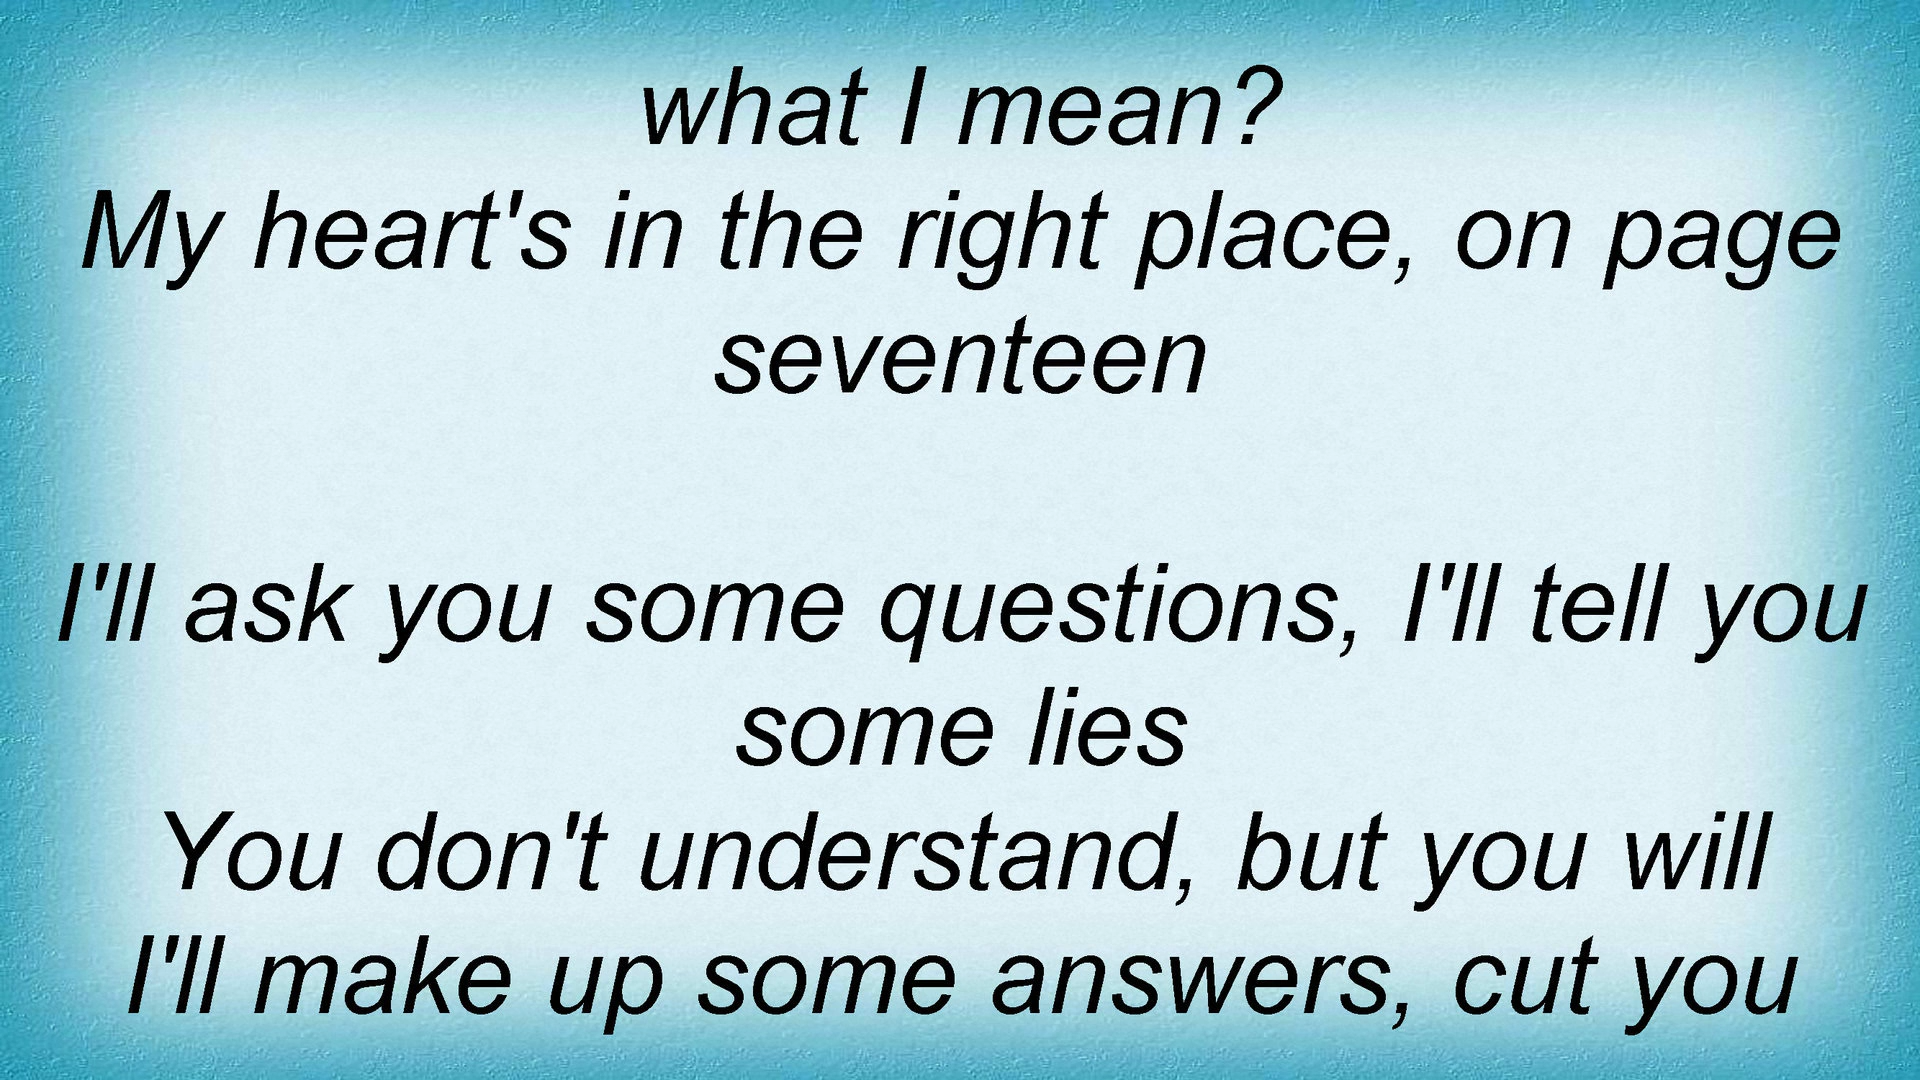 what I mean?
My heart's in the right place, on page
seventeen
I'll ask you some questions, I'll tell you
some lies
You don't understand, but you will
I'll make up some answers, cut you